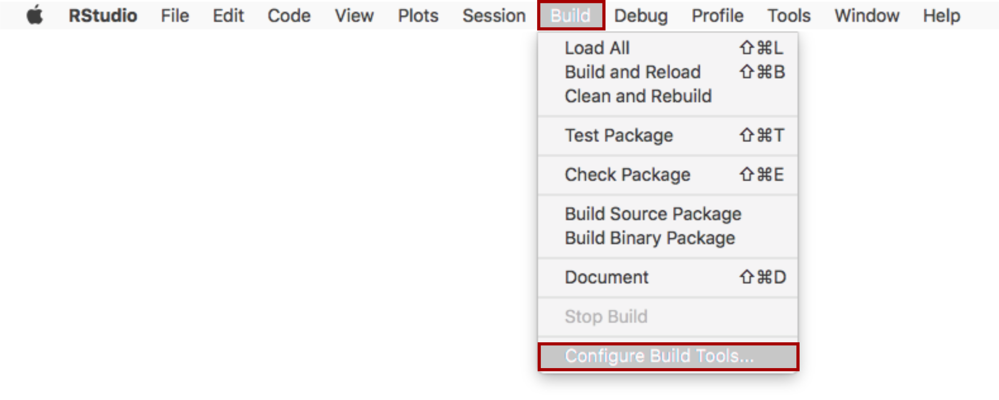 RStudio File Edit Code View Plots Session Build Debug Profile Tools Window Help
Load All ⇧⌘L
Build and Reload ⇧⌘B
Clean and Rebuild
Test Package ⇧⌘T
Check Package ⇧⌘E
Build Source Package
Build Binary Package
Document ⇧⌘D
Stop Build
Configure Build Tools...